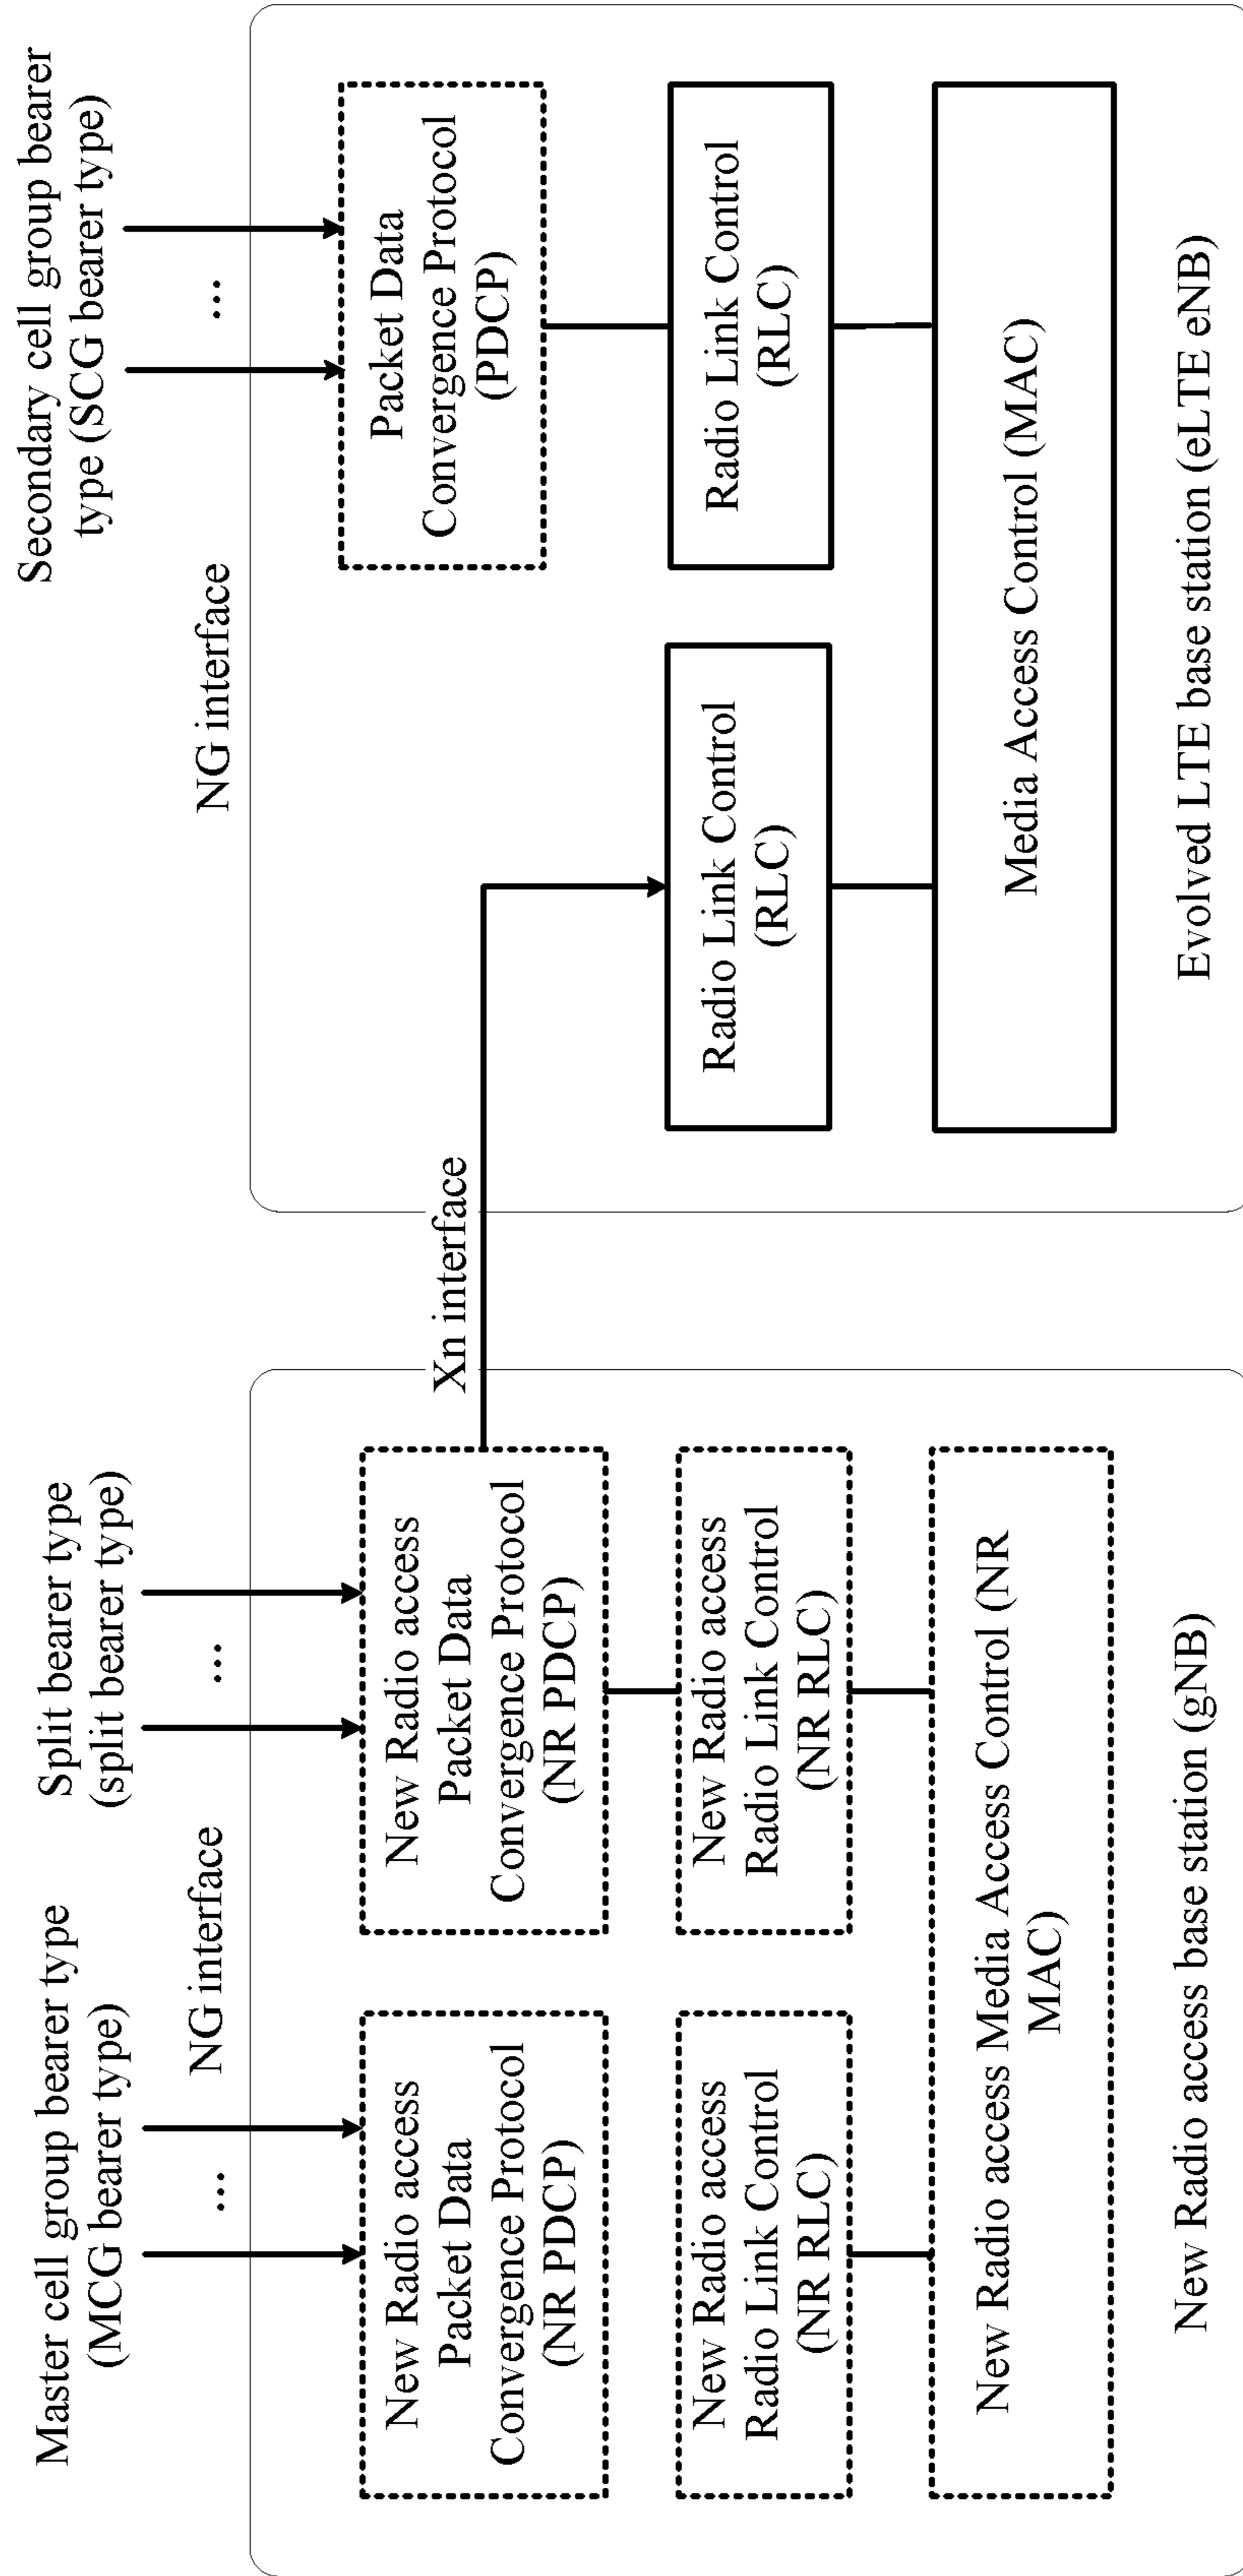 Master cell group bearer type
(MCG bearer type)
Split bearer type
(split bearer type)
Secondary cell group bearer
type (SCG bearer type)
NG interface
NG interface
...
...
...
Xn interface
New Radio access
Packet Data
Convergence Protocol
(NR PDCP)
New Radio access
Packet Data
Convergence Protocol
(NR PDCP)
Packet Data
Convergence Protocol
(PDCP)
New Radio access
Radio Link Control
(NR RLC)
New Radio access
Radio Link Control
(NR RLC)
Radio Link Control
(RLC)
Radio Link Control
(RLC)
New Radio access Media Access Control (NR
MAC)
Media Access Control (MAC)
New Radio access base station (gNB)
Evolved LTE base station (eLTE eNB)